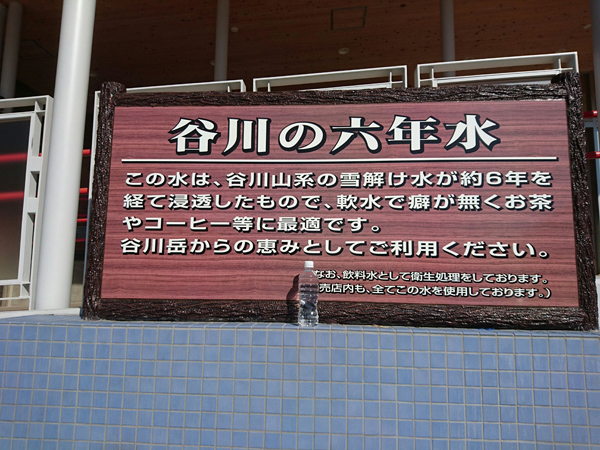 谷川の六年水
この水は、谷川山系の雪解け水が約6年を
経て浸透したもので、軟水で癖が無くお茶
やコーヒー等に最適です。
谷川岳からの恵みとしてご利用ください。
なお、飲料水として衛生処理をしております。
売店内も、全てこの水を使用しております。)